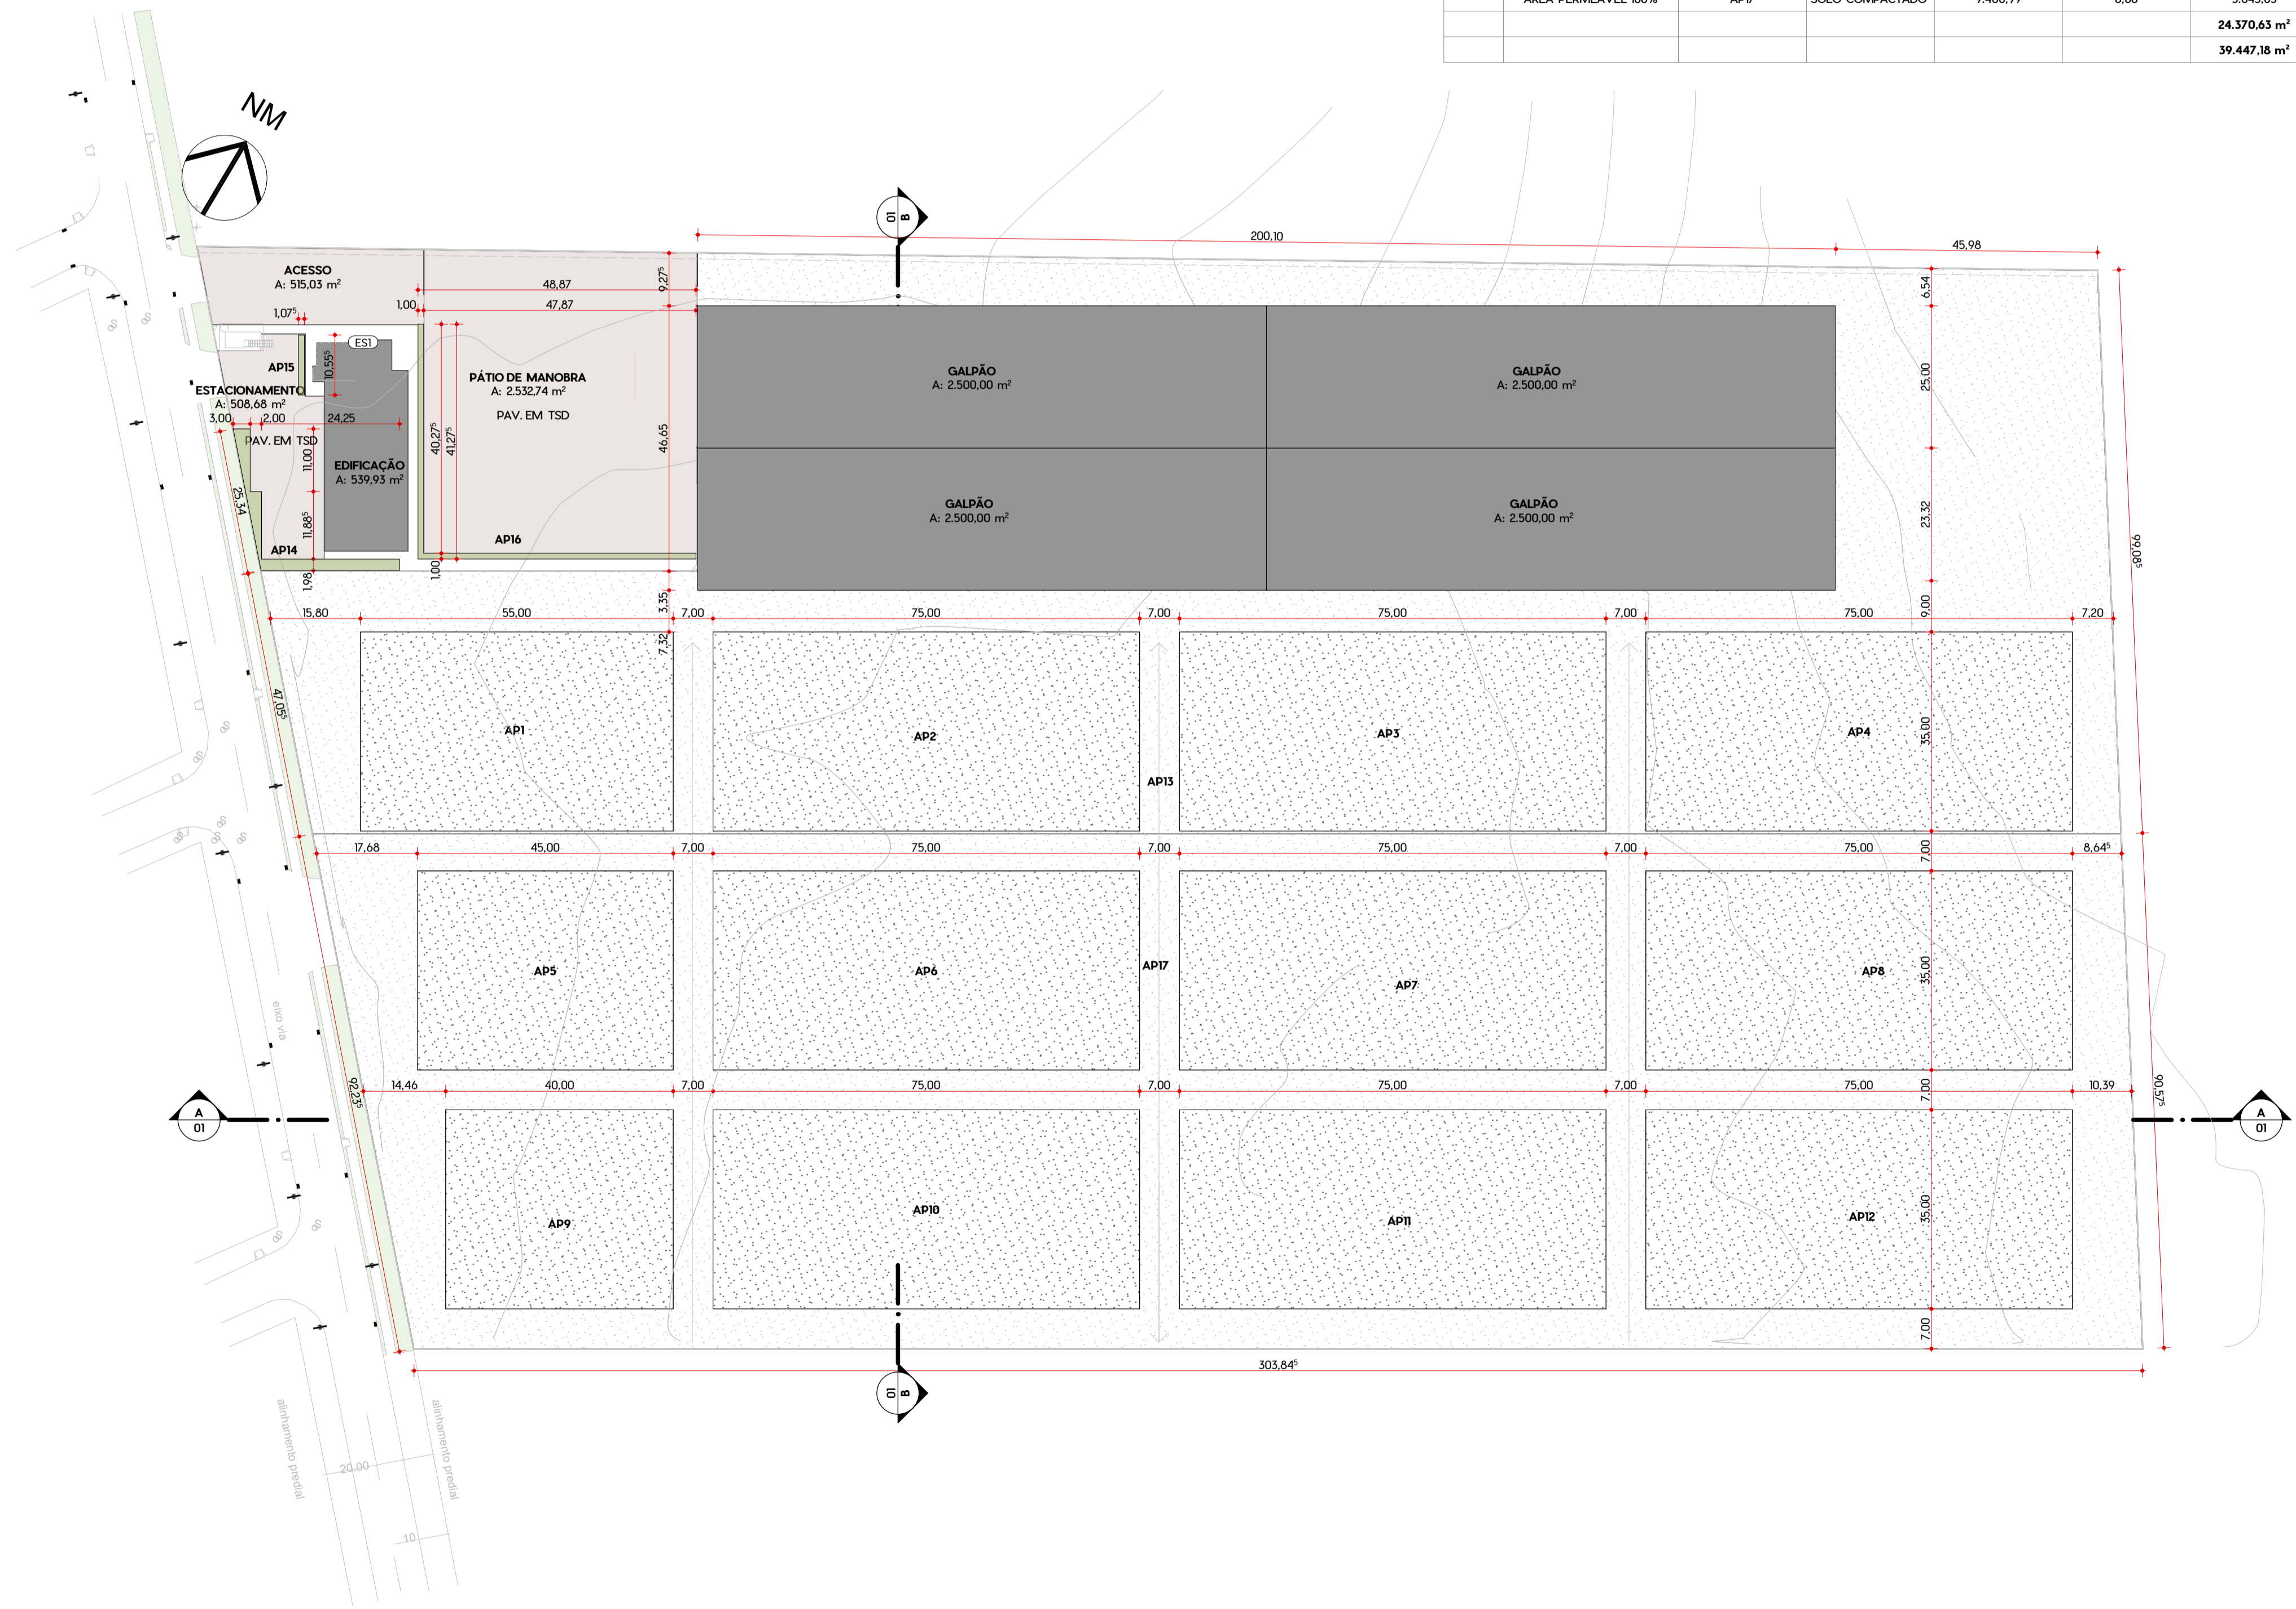 SOLO COMPACTADO
24.370,63 m²
39.447,18 m²
NM
01
B
200,10
45,98
ACESSO
A: 515,03 m²
48,87
9,27⁵
6,54
1,00
47,87
1,07⁵
ES1
10,55⁵
AP15
ESTACIONAMENTO
A: 508,68 m²
3,00
2,00
24,25
PAV. EM TSD
PÁTIO DE MANOBRA
A: 2.532,74 m²
PAV. EM TSD
GALPÃO
A: 2.500,00 m²
GALPÃO
A: 2.500,00 m²
25,00
40,27⁵
41,27⁵
46,65
11,00
EDIFICAÇÃO
A: 539,93 m²
25,34
11,88⁵
GALPÃO
A: 2.500,00 m²
GALPÃO
A: 2.500,00 m²
23,32
AP14
AP16
1,98
1,00
99,08⁵
3,35
9,00
15,80
55,00
7,00
75,00
7,00
75,00
7,00
75,00
7,20
7,32
47,05⁵
AP1
AP2
AP3
AP4
35,00
AP13
17,68
45,00
7,00
75,00
7,00
75,00
7,00
75,00
7,00
8,64⁵
AP5
AP6
AP17
AP7
AP8
35,00
eixo via
92,23⁵
14,46
40,00
7,00
75,00
7,00
75,00
7,00
75,00
7,00
10,39
90,57⁵
A
01
A
01
AP9
AP10
AP11
AP12
35,00
7,00
303,84⁵
01
B
alinhamento predial
alinhamento predial
20.00
10